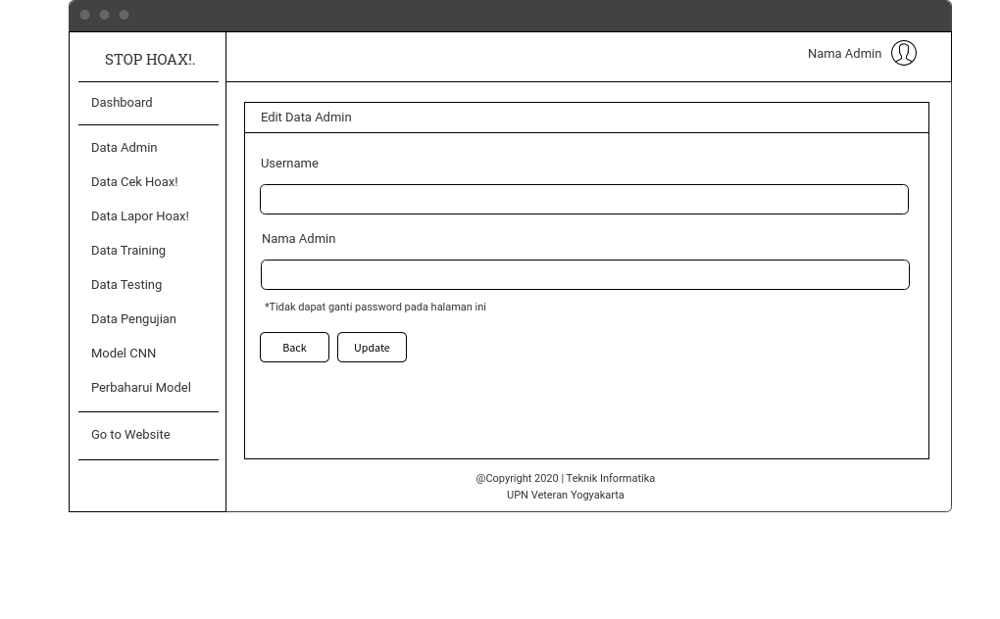 STOP HOAX!.
Nama Admin
Dashboard
Data Admin
Data Cek Hoax!
Data Lapor Hoax!
Data Training
Data Testing
Data Pengujian
Model CNN
Perbaharui Model
Go to Website
Edit Data Admin
Username
Nama Admin
*Tidak dapat ganti password pada halaman ini
Back
Update
@Copyright 2020 | Teknik Informatika
UPN Veteran Yogyakarta